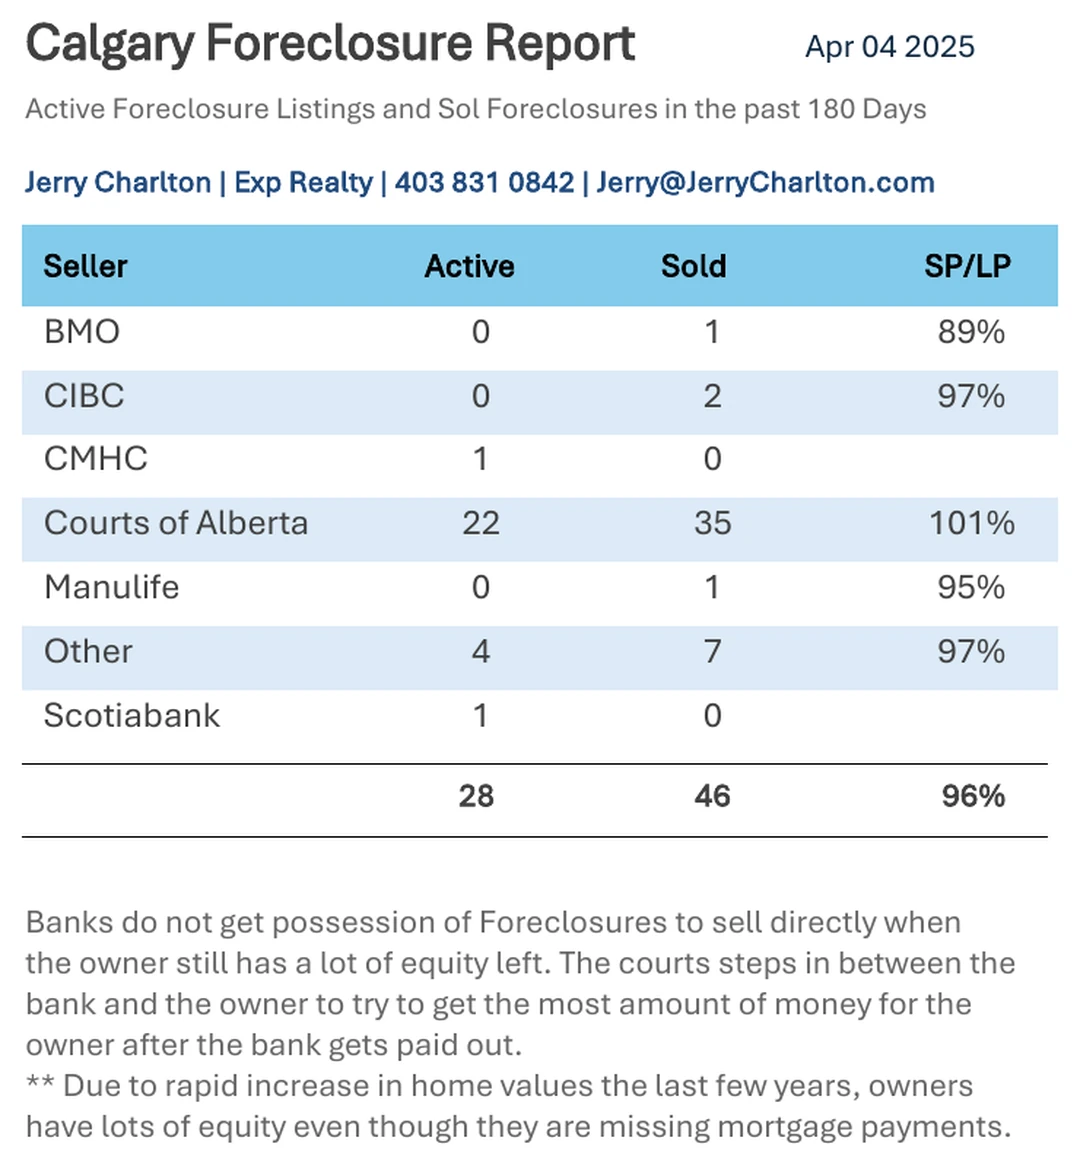 Calgary Foreclosure Report Apr 04 2025
Active Foreclosure Listings and Sol Foreclosures in the past 180 Days
Jerry Charlton | Exp Realty | 403 831 0842 | Jerry@JerryCharlton.com
Seller Active Sold SP/LP
BMO 0 1 89%
CIBC 0 2 97%
CMHC 1 0
Courts of Alberta 22 35 101%
Manulife 0 1 95%
Other 4 7 97%
Scotiabank 1 0
28 46 96%
Banks do not get possession of Foreclosures to sell directly when
the owner still has a lot of equity left. The courts steps in between the
bank and the owner to try to get the most amount of money for the
owner after the bank gets paid out.
** Due to rapid increase in home values the last few years, owners
have lots of equity even though they are missing mortgage payments.